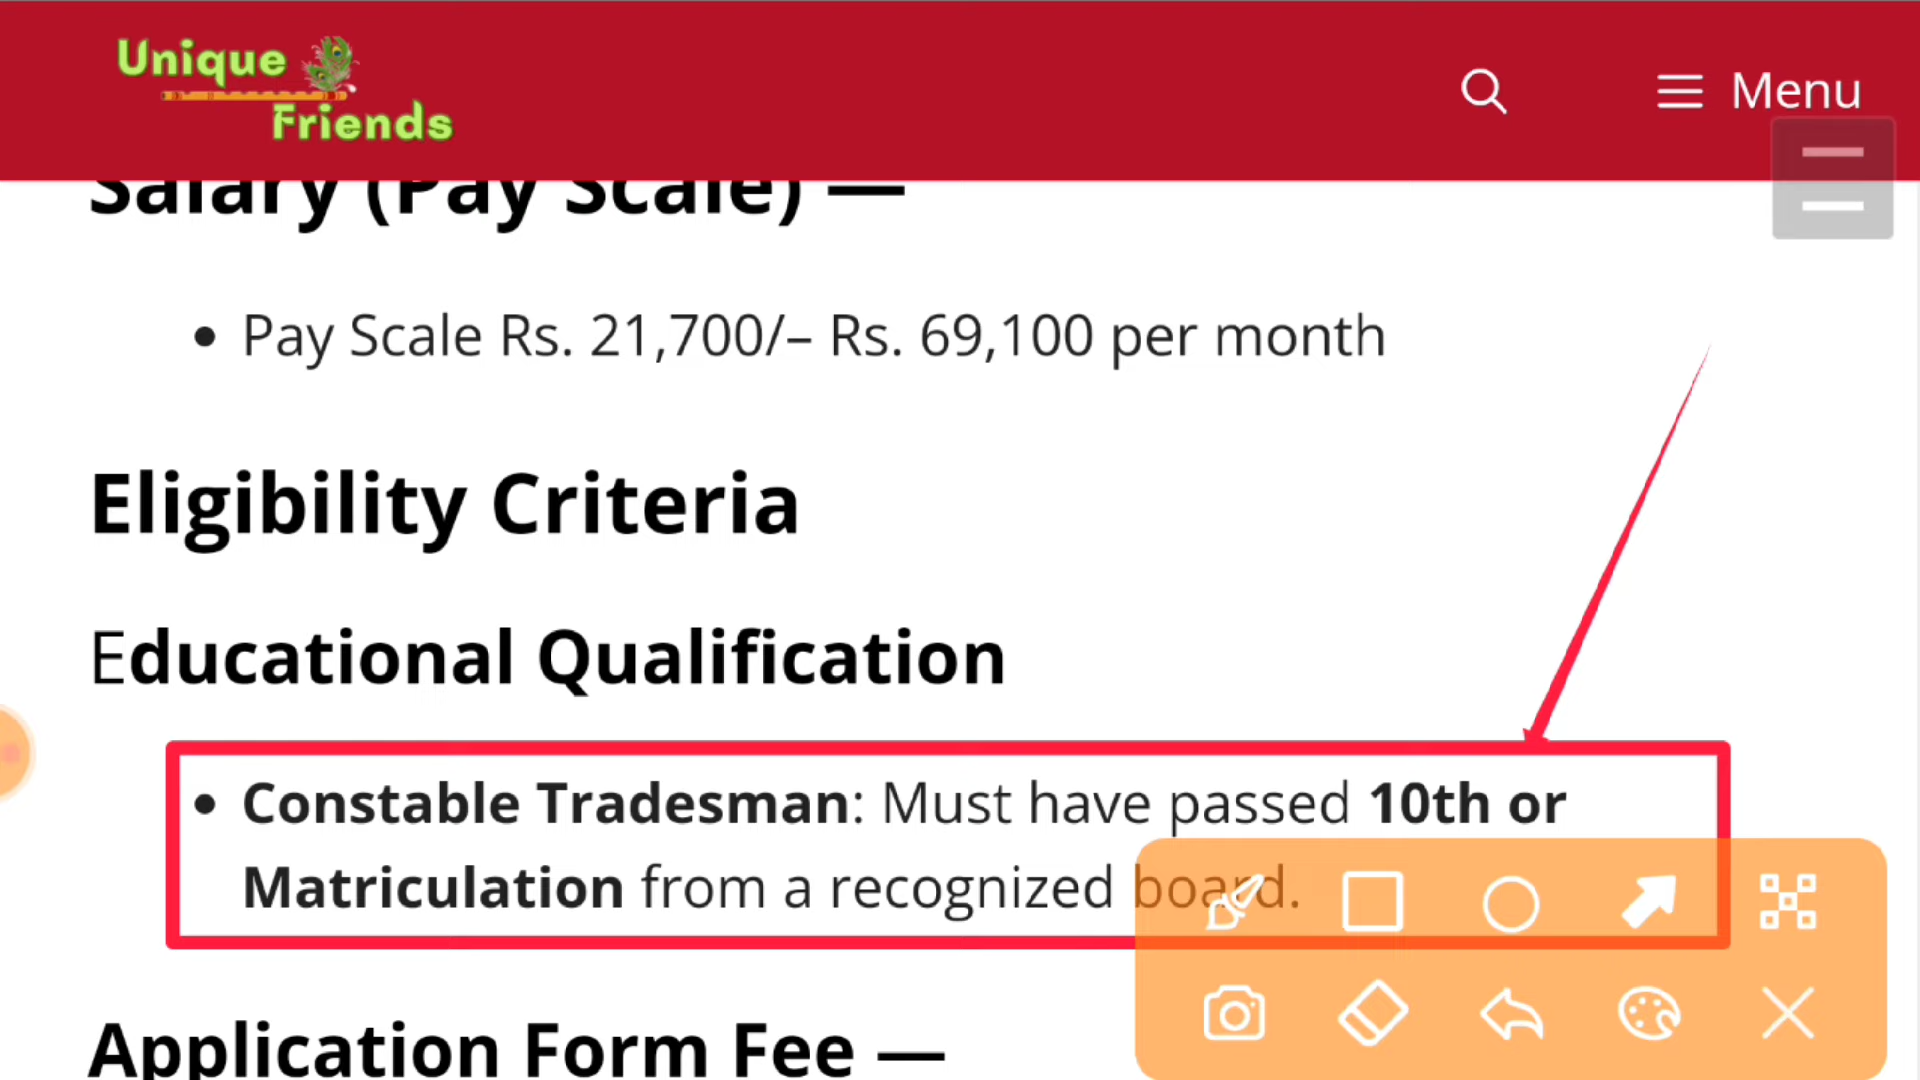 Unique
Friends
Menu
Salary (Pay Scale) —
• Pay Scale Rs. 21,700/– Rs. 69,100 per month
Eligibility Criteria
Educational Qualification
• Constable Tradesman: Must have passed 10th or
Matriculation from a recognized board.
Application Form Fee —